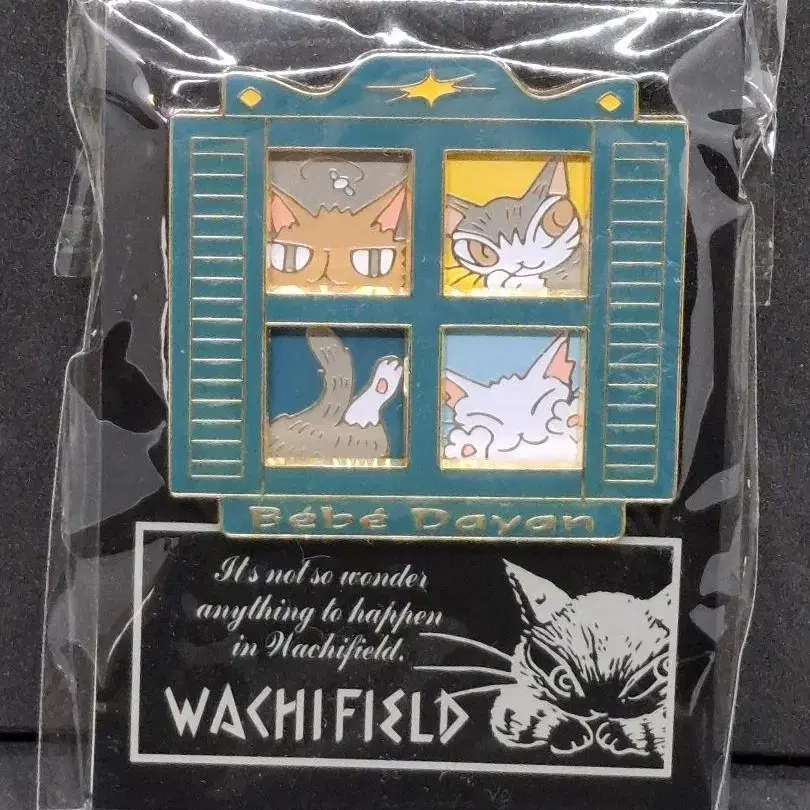 Bébé Dayan
It's not so wonder
anything to happen
in Wachifield.
WACHIFIELD